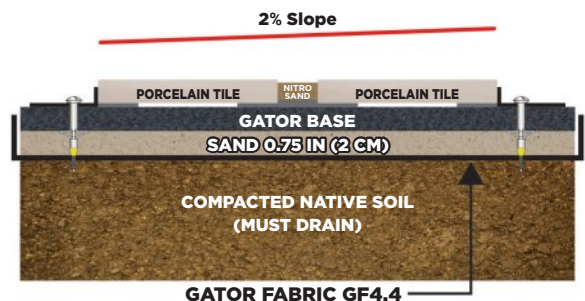 2% Slope
PORCELAIN TILE
NITRO
SAND
PORCELAIN TILE
GATOR BASE
SAND 0.75 IN (2 CM)
COMPACTED NATIVE SOIL
(MUST DRAIN)
GATOR FABRIC GF4.4